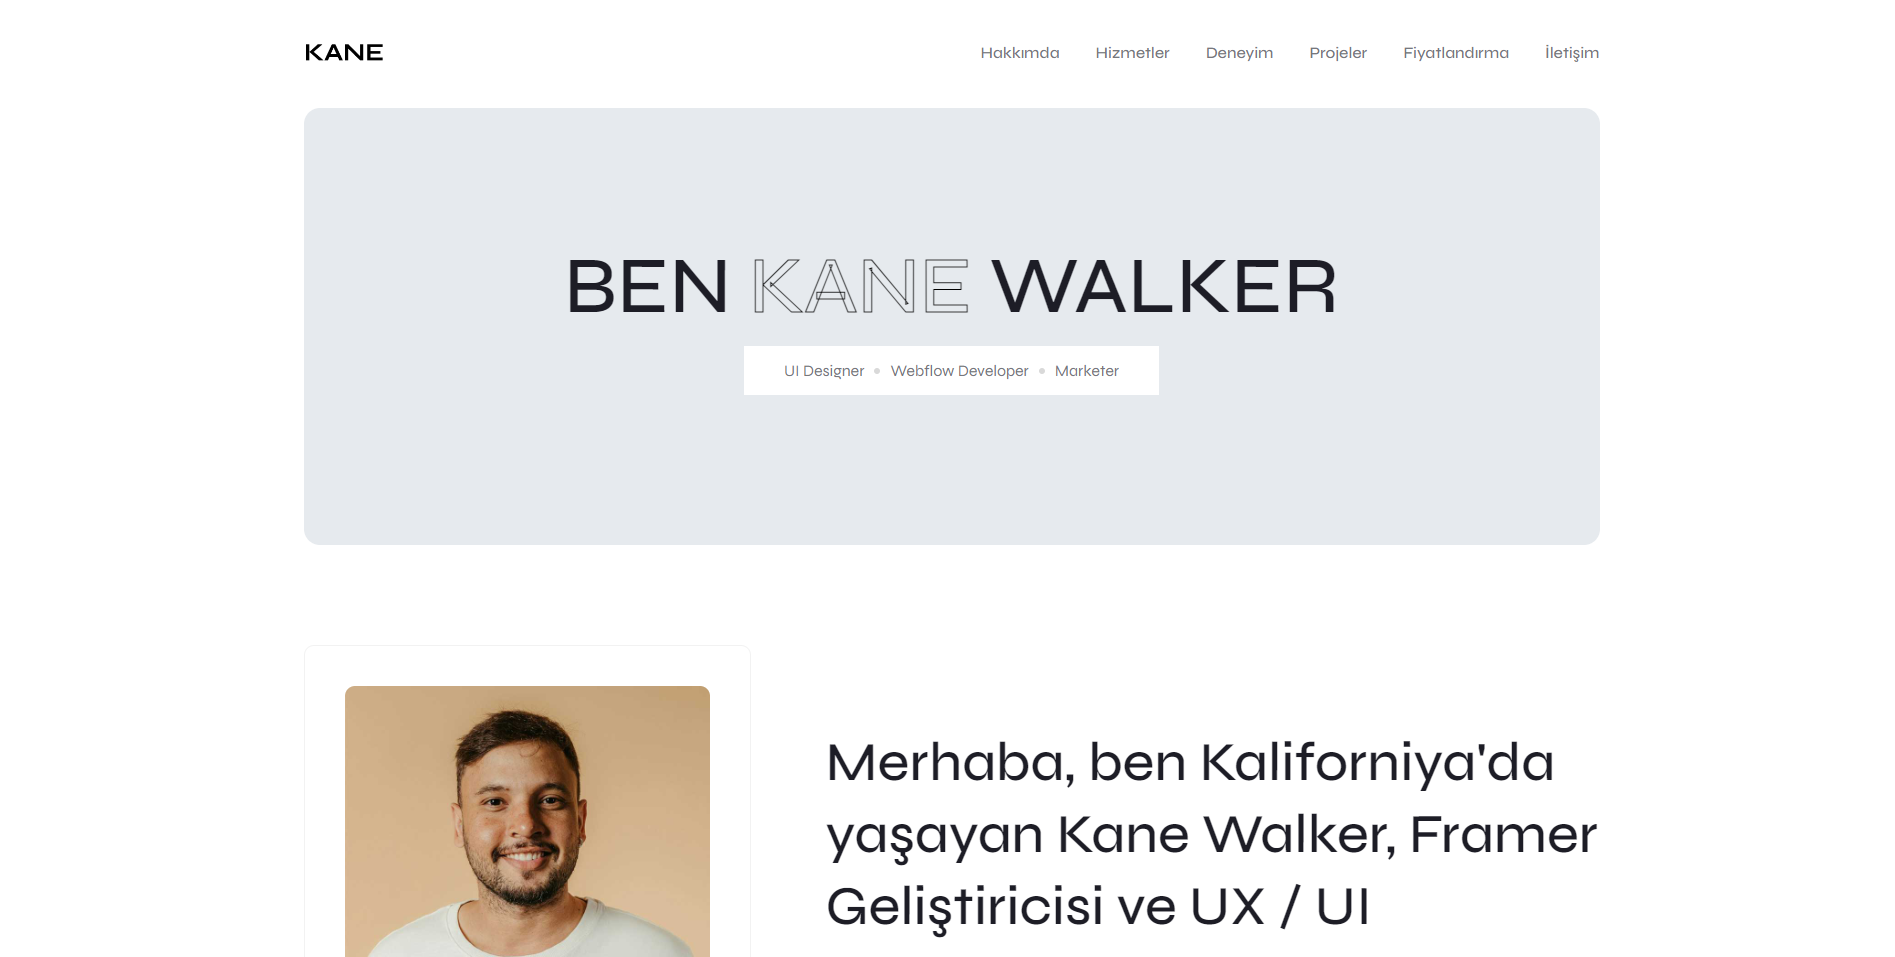 KANE
Hakkımda Hizmetler Deneyim Projeler Fiyatlandırma İletişim
BEN KANE WALKER
UI Designer • Webflow Developer • Marketer
Merhaba, ben Kaliforniya'da
yaşayan Kane Walker, Framer
Geliştiricisi ve UX / UI